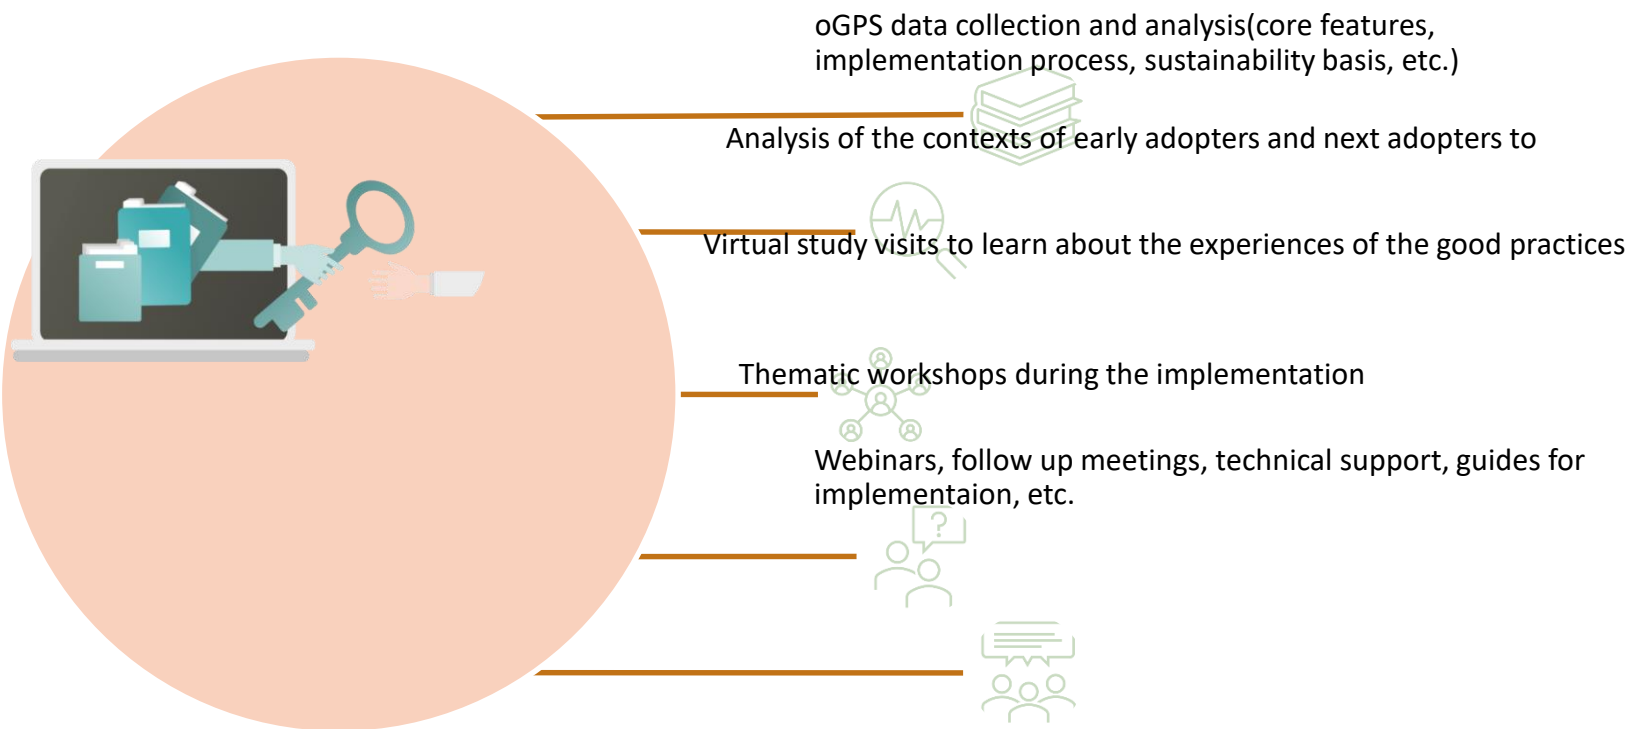 oGPS data collection and analysis(core features,
implementation process, sustainability basis, etc.)
Analysis of the contexts of early adopters and next adopters to
Virtual study visits to learn about the experiences of the good practices
Thematic workshops during the implementation
Webinars, follow up meetings, technical support, guides for
implementaion, etc.
?